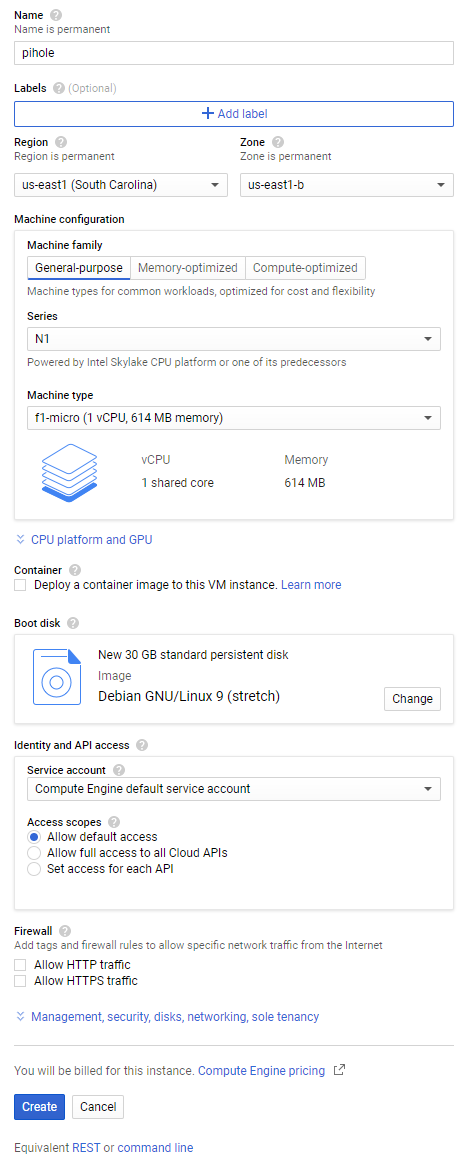 Name
Name is permanent
pihole
Labels (Optional)
+ Add label
Region
Region is permanent
Zone
Zone is permanent
us-east1 (South Carolina)
us-east1-b
Machine configuration
Machine family
General-purpose Memory-optimized Compute-optimized
Machine types for common workloads, optimized for cost and flexibility
Series
N1
Powered by Intel Skylake CPU platform or one of its predecessors
Machine type
f1-micro (1 vCPU, 614 MB memory)
vCPU Memory
1 shared core 614 MB
CPU platform and GPU
Container
Deploy a container image to this VM instance. Learn more
Boot disk
New 30 GB standard persistent disk
Image
Debian GNU/Linux 9 (stretch)
Change
Identity and API access
Service account
Compute Engine default service account
Access scopes
Allow default access
Allow full access to all Cloud APIs
Set access for each API
Firewall
Add tags and firewall rules to allow specific network traffic from the Internet
Allow HTTP traffic
Allow HTTPS traffic
Management, security, disks, networking, sole tenancy
You will be billed for this instance. Compute Engine pricing
Create Cancel
Equivalent REST or command line